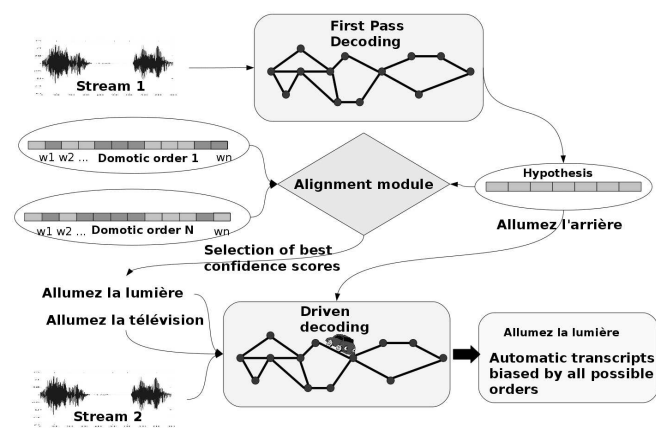 First Pass
Decoding
Stream 1
w1 w2 ... Domotic order 1 wn
Alignment module
Hypothesis
w1 w2 ... Domotic order N wn
Allumez l'arrière
Selection of best
confidence scores
Allumez la lumière
Allumez la télévision
Driven
decoding
Stream 2
Allumez la lumière
Automatic transcripts
biased by all possible
orders